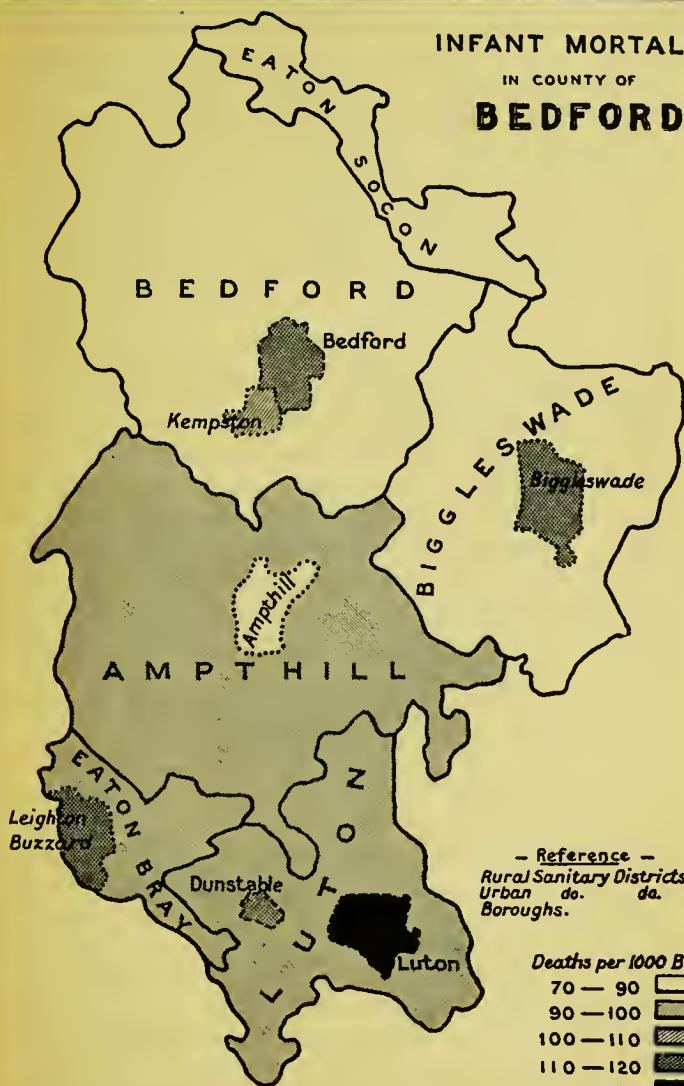 INFANT MORTAL
IN COUNTY OF
BEDFORD
EATON SOCON
BEDFORD
Bedford
Kempston
BIGGLESWADE
Biggleswade
Ampthill
AMPTHILL
EATON BRAY
Leighton
Buzzard
Dunstable
LUTON
Luton
- Reference -
Rural Sanitary Districts
Urban do. do.
Boroughs.
Deaths per 1000 B
70 — 90
90 — 100
100 — 110
110 — 120